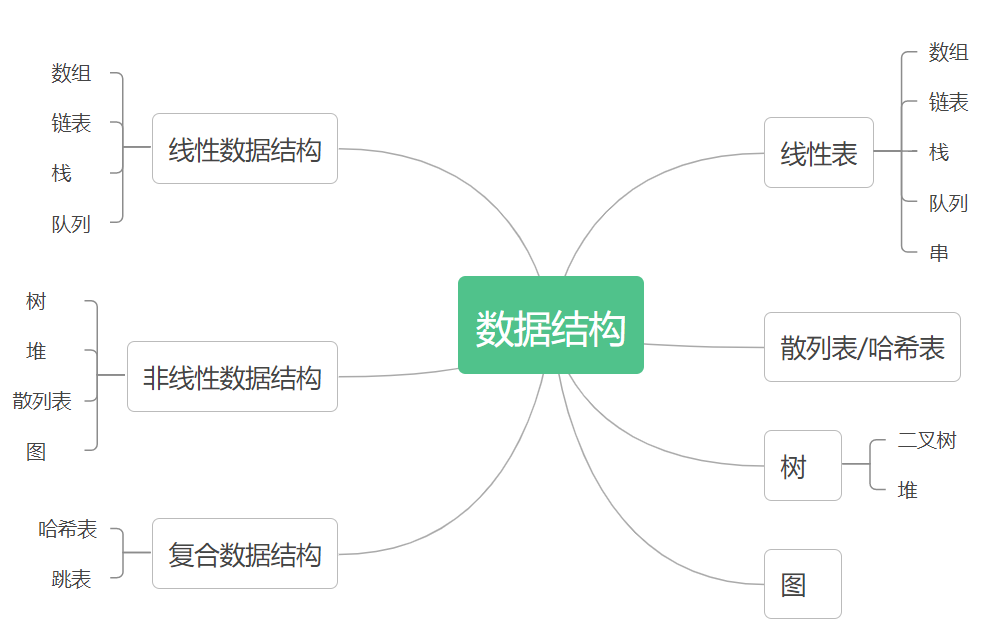 数据结构
线性数据结构
数组
链表
栈
队列
非线性数据结构
树
堆
散列表
图
复合数据结构
哈希表
跳表
线性表
数组
链表
栈
队列
串
散列表/哈希表
树
二叉树
堆
图